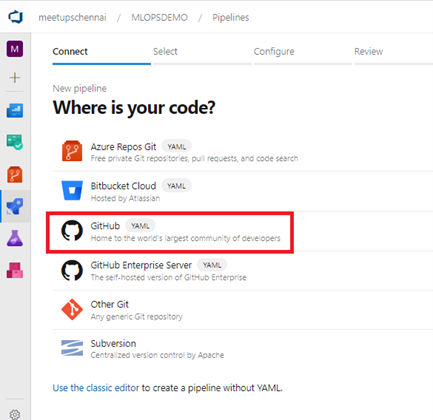 meetupschennai / MLOPSDEMO / Pipelines
M
Connect Select Configure Review
New pipeline
Where is your code?
Azure Repos Git YAML
Free private Git repositories, pull requests, and code search
Bitbucket Cloud YAML
Hosted by Atlassian
GitHub YAML
Home to the world's largest community of developers
GitHub Enterprise Server YAML
The self-hosted version of GitHub Enterprise
Other Git
Any generic Git repository
Subversion
Centralized version control by Apache
Use the classic editor to create a pipeline without YAML.